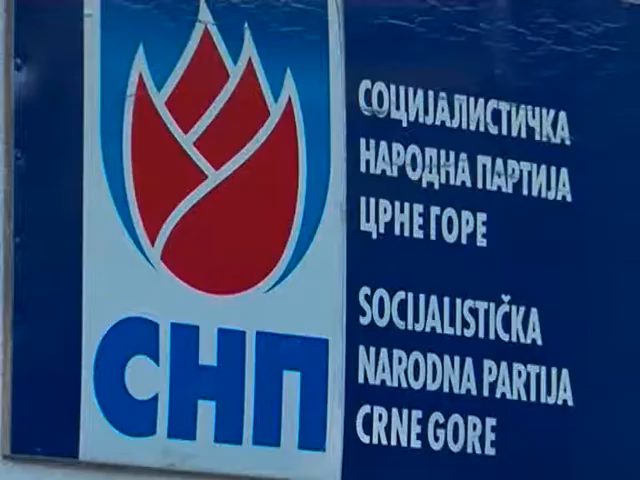 СНП
СОЦИЈАЛИСТИЧКА
НАРОДНА ПАРТИЈА
ЦРНЕ ГОРЕ
SOCIJALISTIČKA
NARODNA PARTIJA
CRNE GORE